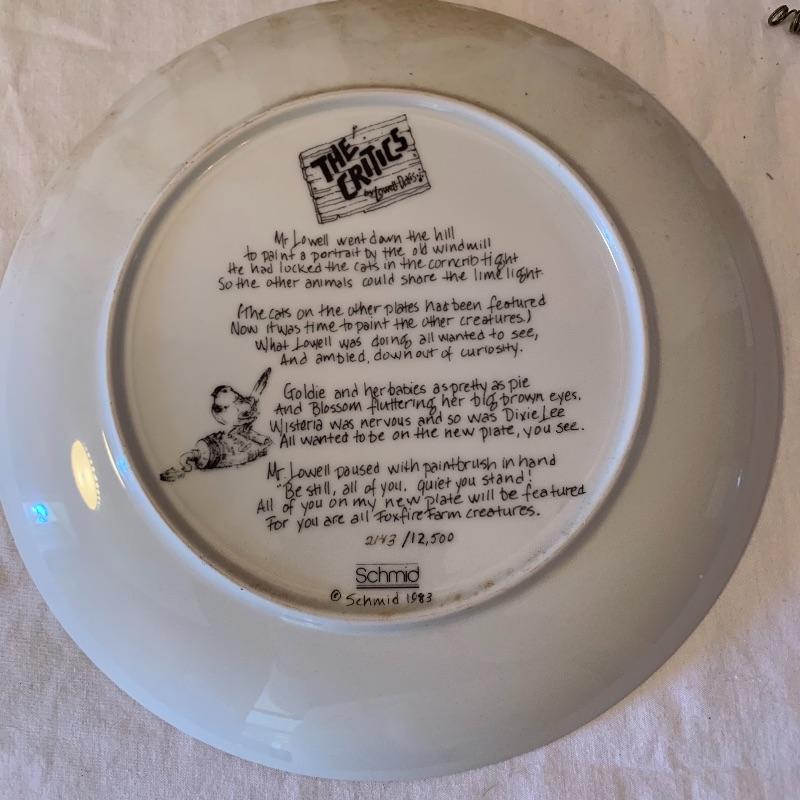 THE
CRITICS
by Lowell Davis
Mr Lowell went down the hill
to paint a portrait by the old windmill
He had locked the cats in the corncrib tight
So the other animals could share the limelight.
(The cats on the other plates had been featured
Now it was time to paint the other creatures.)
What Lowell was doing all wanted to see,
And ambled, down out of curiosity.
Goldie and her babies as pretty as pie
And Blossom fluttering her big brown eyes.
Wisteria was nervous and so was Dixie Lee
All wanted to be on the new plate, you see.
Mr Lowell paused with paintbrush in hand
"Be still, all of you. Quiet you stand!
All of you on my new plate will be featured
For you are all Foxfire Farm creatures.
2143/12,500
Schmid
© Schmid 1983